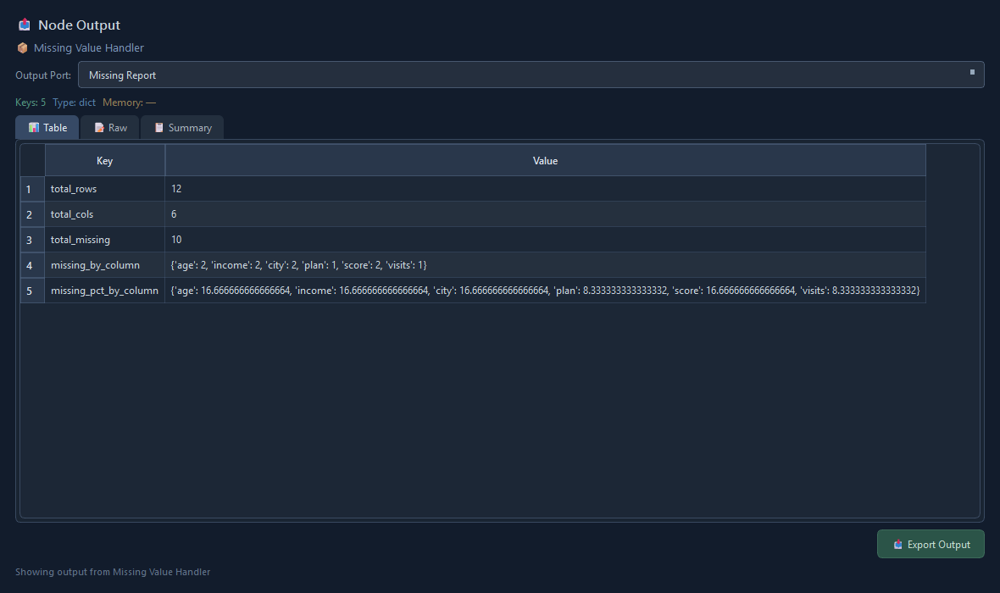 Node Output
Missing Value Handler
Output Port: Missing Report
Keys: 5 Type: dict Memory: —
Table Raw Summary
Key Value
1 total_rows 12
2 total_cols 6
3 total_missing 10
4 missing_by_column {'age': 2, 'income': 2, 'city': 2, 'plan': 1, 'score': 2, 'visits': 1}
5 missing_pct_by_column {'age': 16.666666666666664, 'income': 16.666666666666664, 'city': 16.666666666666664, 'plan': 8.333333333333332, 'score': 16.666666666666664, 'visits': 8.333333333333332}
Export Output
Showing output from Missing Value Handler